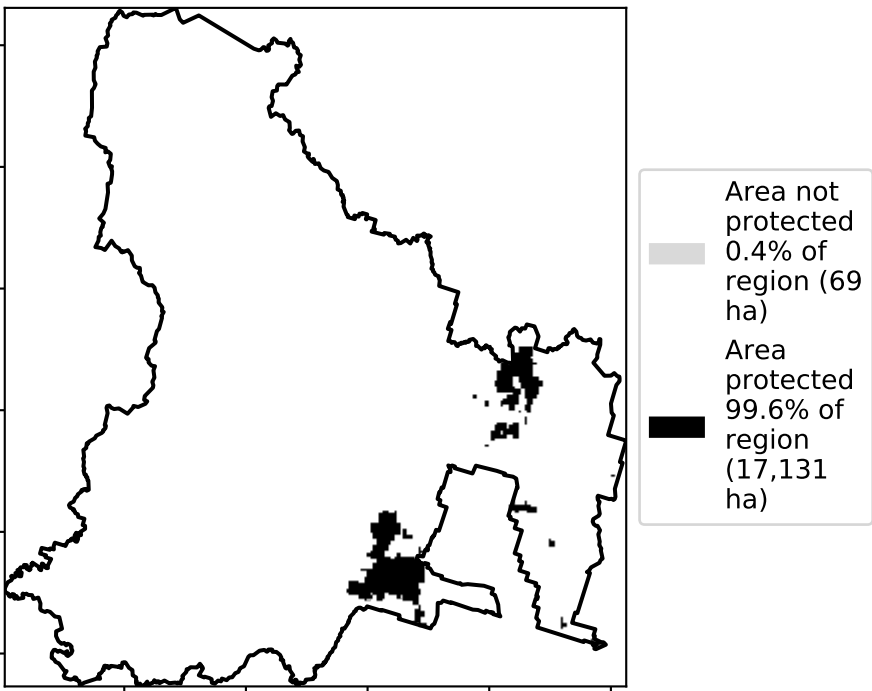 Area not
protected
0.4% of
region (69
ha)
Area
protected
99.6% of
region
(17,131
ha)